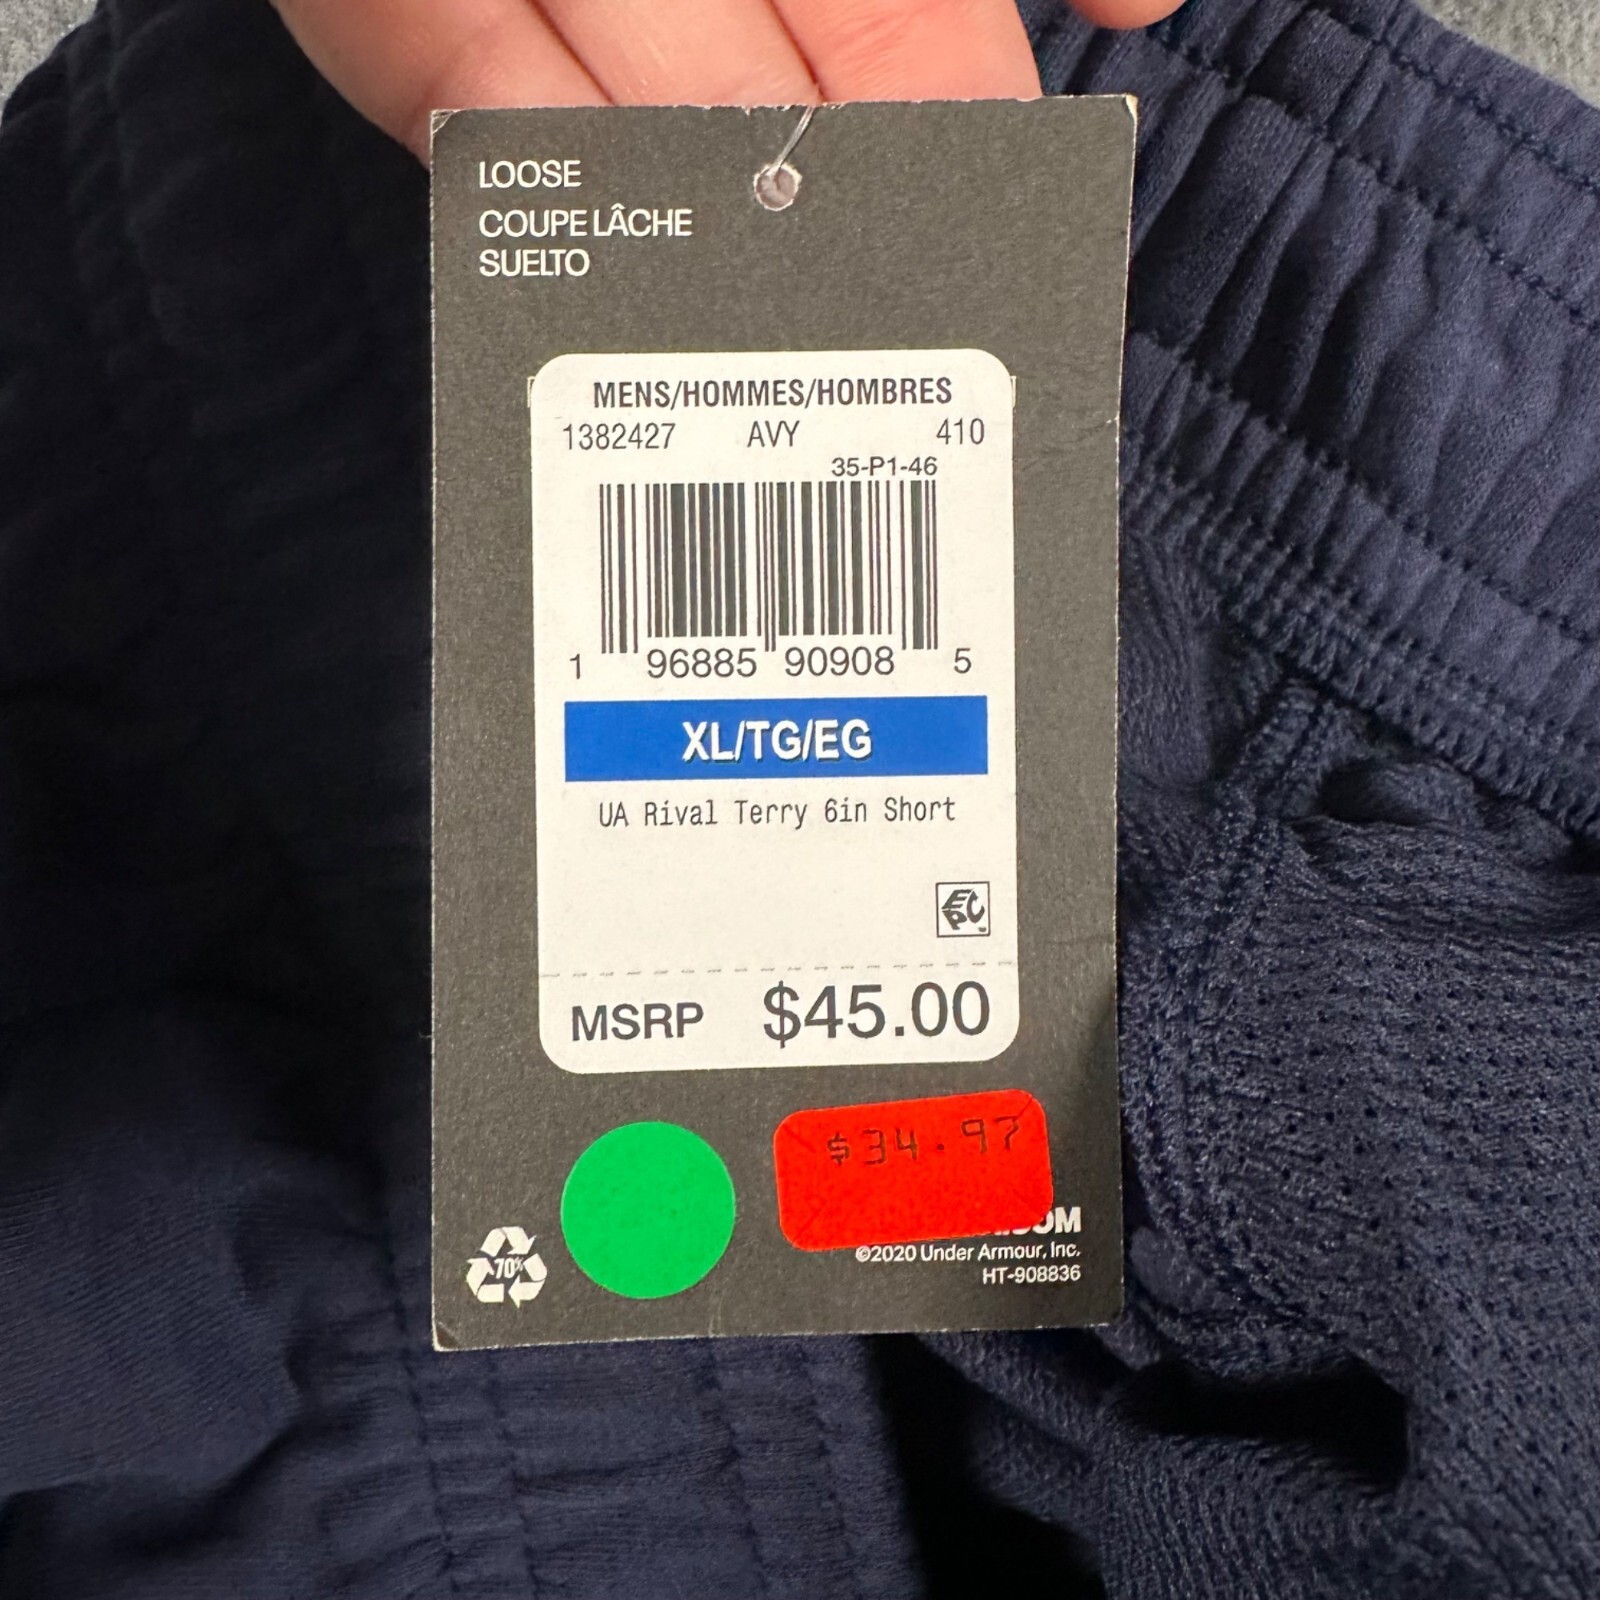 LOOSE
COUPE LÂCHE
SUELTO
MENS/HOMMES/HOMBRES
1382427 AVY 410
35-P1-46
1 96885 90908 5
XL/TG/EG
UA Rival Terry 6in Short
EPC
MSRP $45.00
$34.97
70%
©2020 Under Armour, Inc.
HT-908836